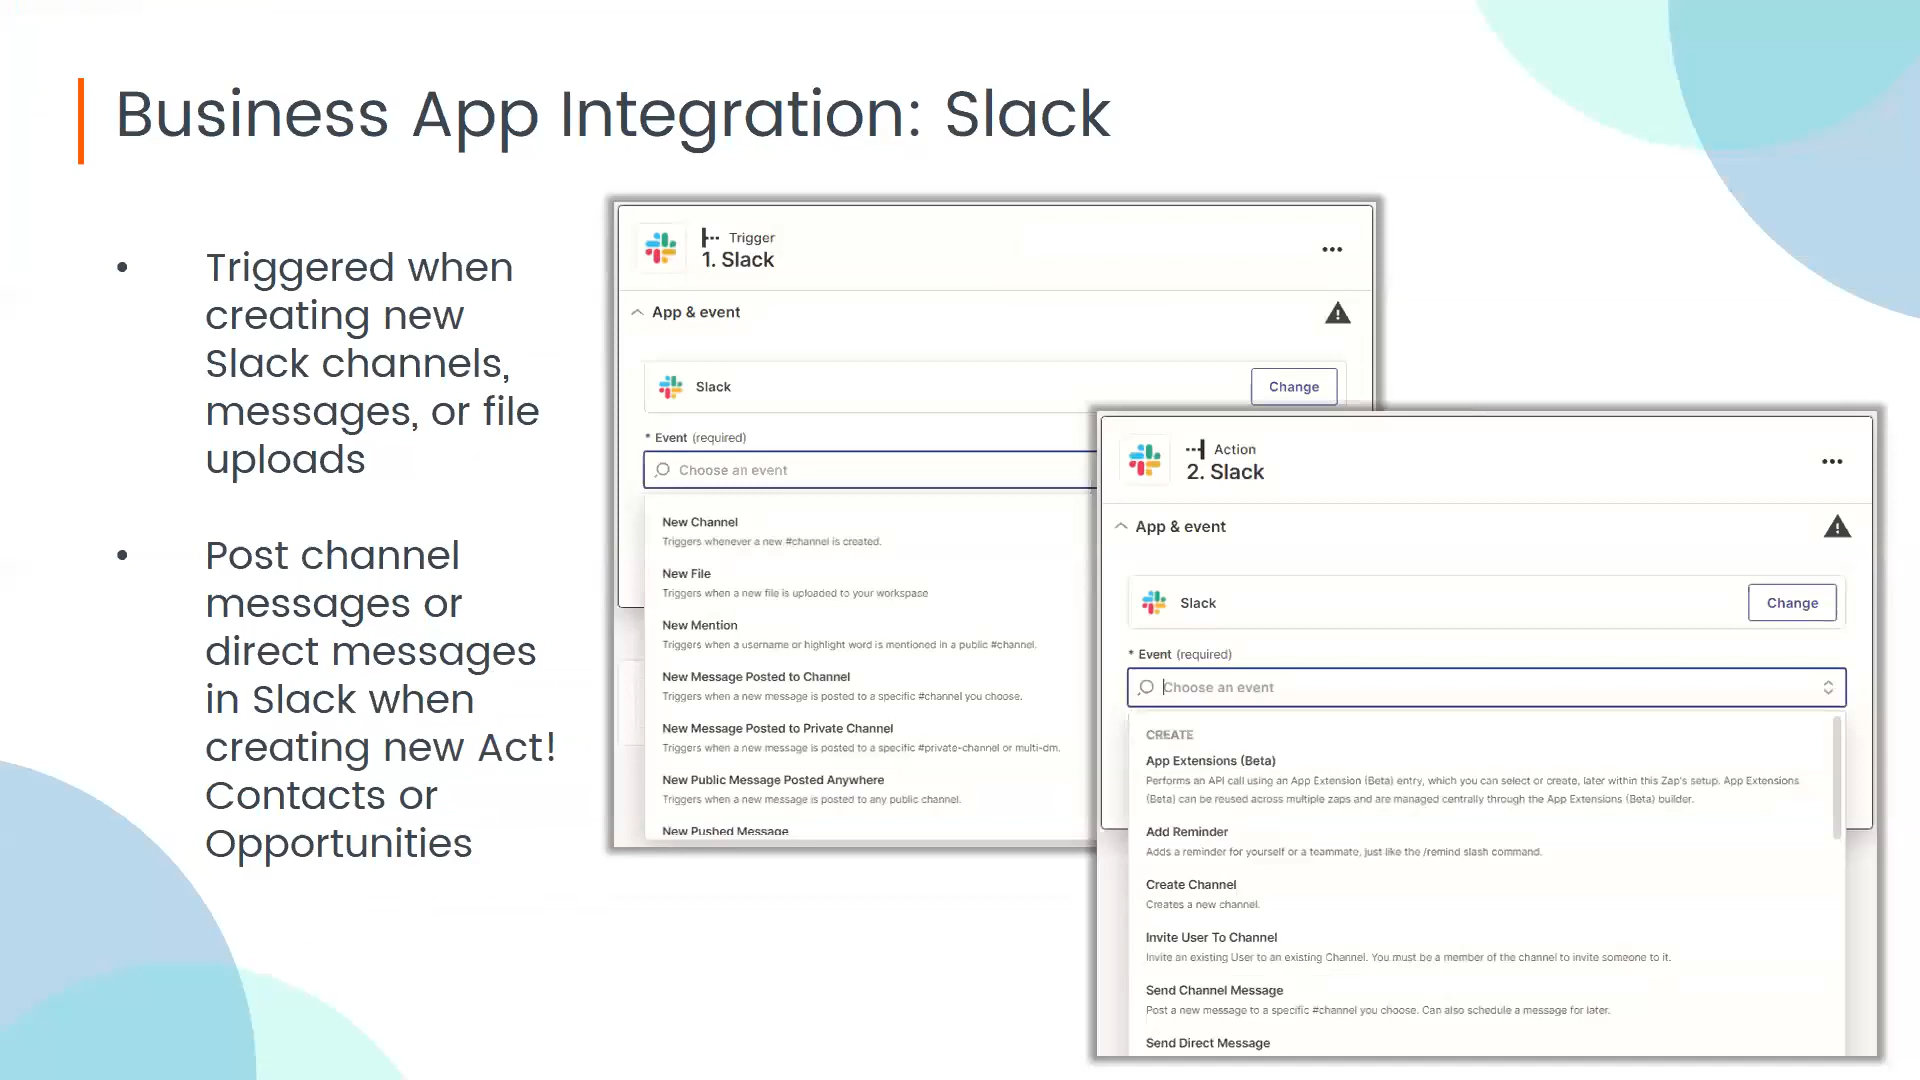 Business App Integration: Slack
• Triggered when
creating new
Slack channels,
messages, or file
uploads
• Post channel
messages or
direct messages
in Slack when
creating new Act!
Contacts or
Opportunities
Trigger
1. Slack
App & event
Slack
Change
* Event (required)
Choose an event
New Channel
Triggers whenever a new #channel is created.
New File
Triggers when a new file is uploaded to your workspace
New Mention
Triggers when a username or highlight word is mentioned in a public #channel.
New Message Posted to Channel
Triggers when a new message is posted to a specific #channel you choose.
New Message Posted to Private Channel
Triggers when a new message is posted to a specific #private-channel or multi-dm.
New Public Message Posted Anywhere
Triggers when a new message is posted to any public channel.
New Pushed Message
Action
2. Slack
App & event
Slack
Change
* Event (required)
Choose an event
CREATE
App Extensions (Beta)
Performs an API call using an App Extension (Beta) entry, which you can select or create, later within this Zap's setup. App Extensions
(Beta) can be reused across multiple zaps and are managed centrally through the App Extensions (Beta) builder.
Add Reminder
Adds a reminder for yourself or a teammate, just like the /remind slash command.
Create Channel
Creates a new channel.
Invite User To Channel
Invite an existing User to an existing Channel. You must be a member of the channel to invite someone to it.
Send Channel Message
Post a new message to a specific #channel you choose. Can also schedule a message for later.
Send Direct Message